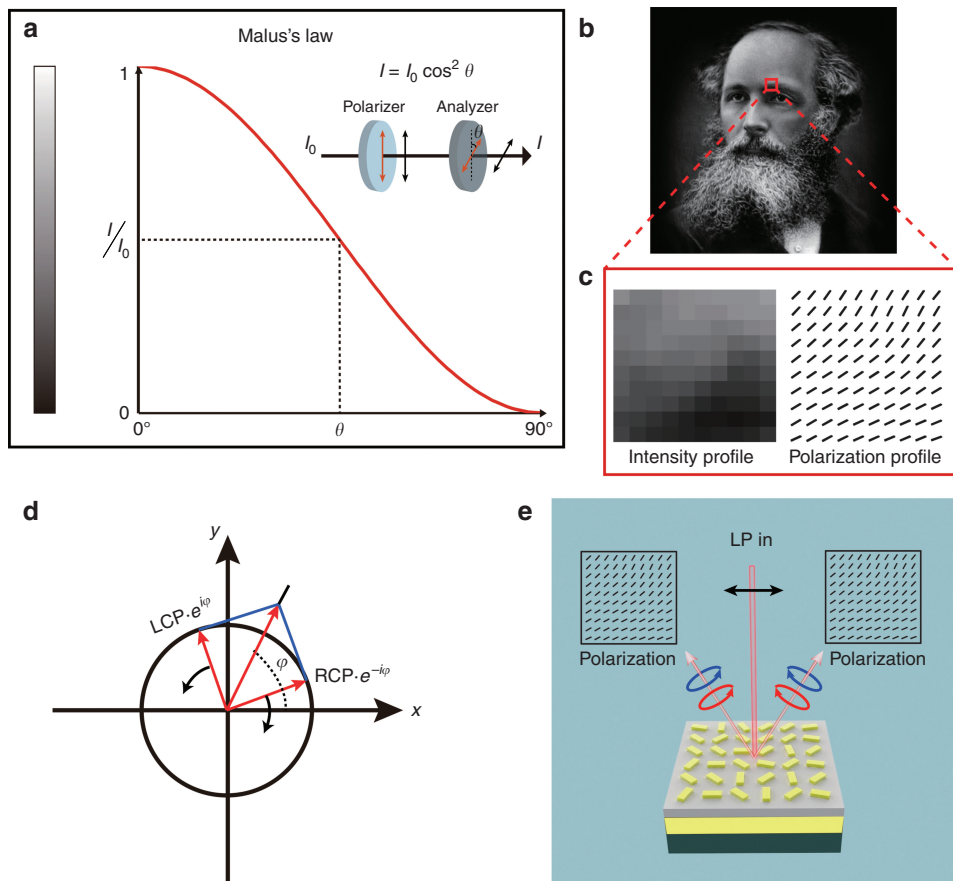 a
Malus's law
1
I = I₀ cos² θ
Polarizer
Analyzer
θ
I₀
I
I/I₀
0
0°
θ
90°
b
c
Intensity profile
Polarization profile
d
y
LCP·e^{iφ}
φ
RCP·e^{−iφ}
x
e
LP in
Polarization
Polarization